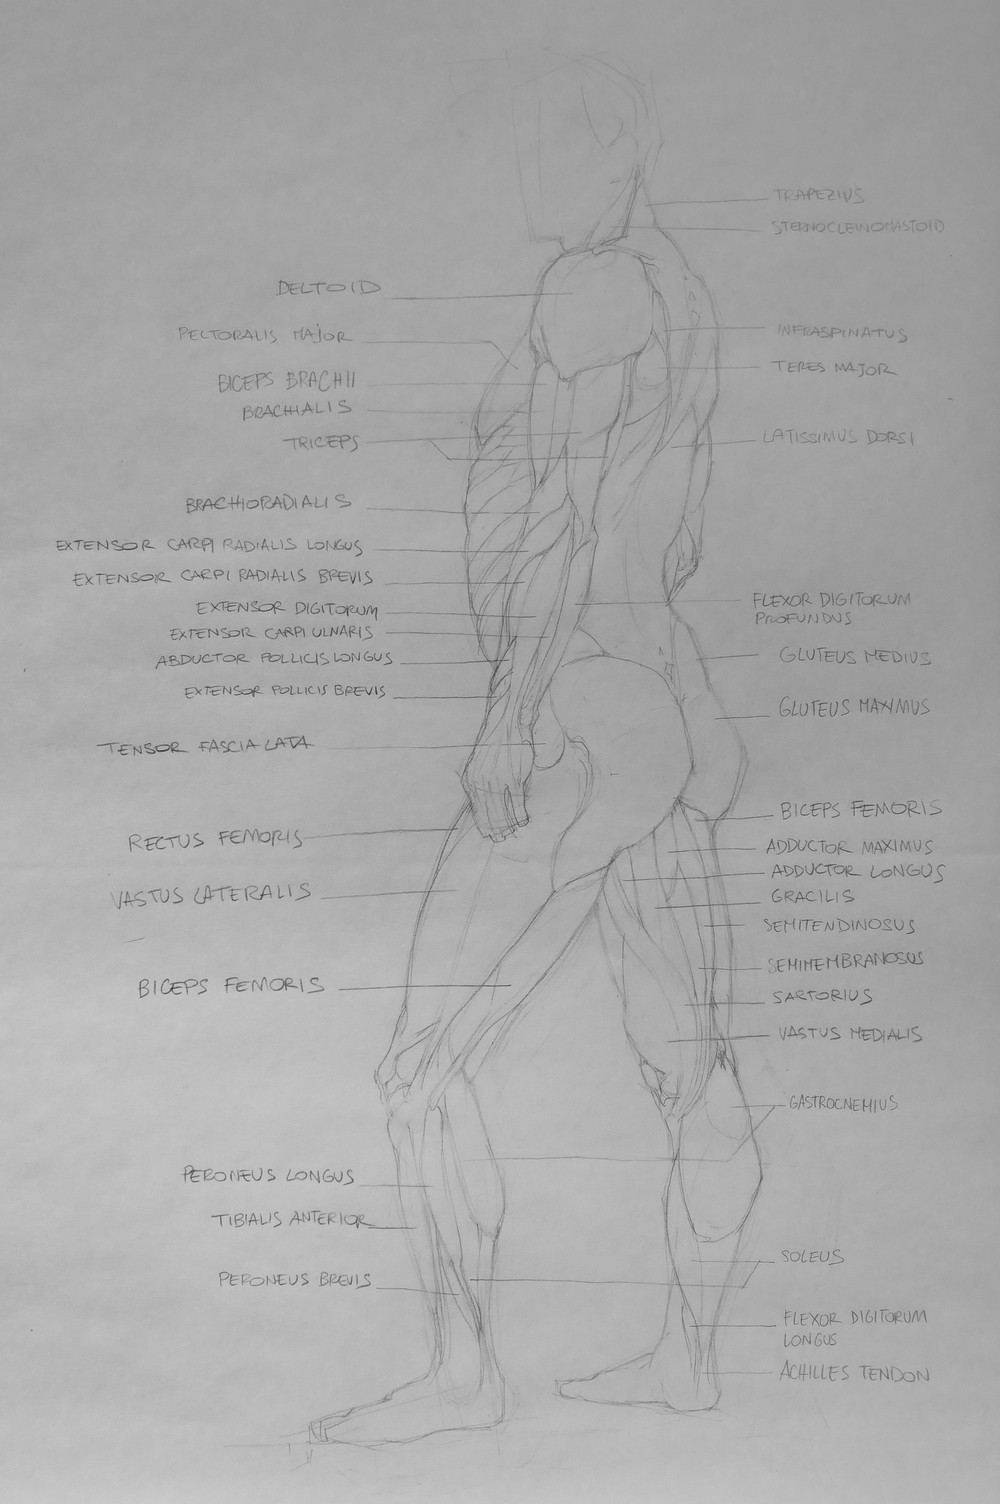 TRAPEZIUS
STERNOCLEINOMASTOID
DELTOID
PELTORALIS MAJOR
BICEPS BRACHII
BRACHIALIS
TRICEPS
BRACHIORADIALIS
EXTENSOR CARPI RADIALIS LONGUS
EXTENSOR CARPI RADIALIS BREVIS
EXTENSOR DIGITORUM
EXTENSOR CARPI ULNARIS
ABDUCTOR POLLICIS LONGUS
EXTENSOR POLLICIS BREVIS
TENSOR FASCIA LATA
RECTUS FEMORIS
VASTUS LATERALIS
BICEPS FEMORIS
PERONEUS LONGUS
TIBIALIS ANTERIOR
PERONEUS BREVIS
INFRASPINATUS
TERES MAJOR
LATISSIMUS DORSI
FLEXOR DIGITORUM
PROFUNDUS
GLUTEUS MEDIUS
GLUTEUS MAXIMUS
BICEPS FEMORIS
ADDUCTOR MAXIMUS
ADDUCTOR LONGUS
GRACILIS
SEMITENDINOSUS
SEMIMEMBRANOSUS
SARTORIUS
VASTUS MEDIALIS
GASTROCNEMIUS
SOLEUS
FLEXOR DIGITORUM
LONGUS
ACHILLES TENDON